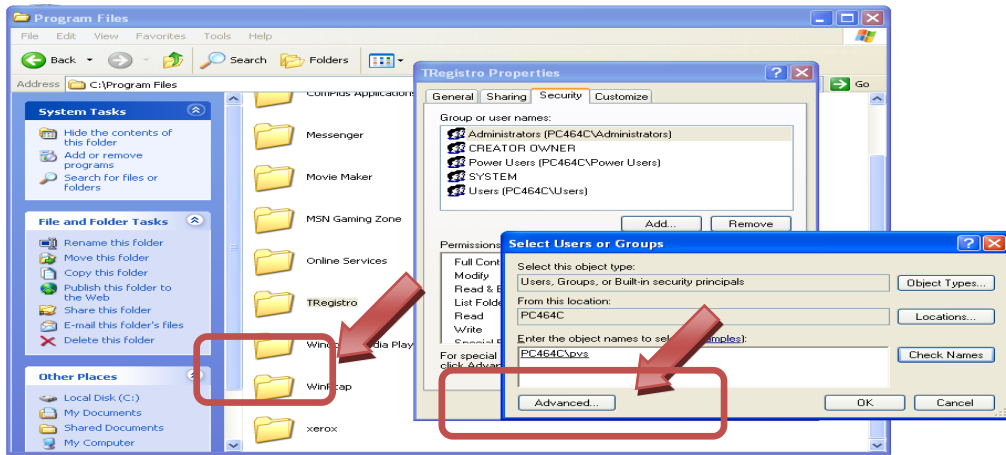 Program Files
File Edit View Favorites Tools Help
Back Search Folders
Address C:\Program Files Go
System Tasks
Hide the contents of
this folder
Add or remove
programs
Search for files or
folders
File and Folder Tasks
Rename this folder
Move this folder
Copy this folder
Publish this folder to
the Web
Share this folder
E-mail this folder's files
Delete this folder
Other Places
Local Disk (C:)
My Documents
Shared Documents
My Computer
ComPlus Applications
Messenger
Movie Maker
MSN Gaming Zone
Online Services
TRegistro
Play
xerox
TRegistro Properties
General Sharing Security Customize
Group or user names:
Administrators (PC464C\Administrators)
CREATOR OWNER
Power Users (PC464C\Power Users)
SYSTEM
Users (PC464C\Users)
Add... Remove
Permissions
Full Cont
Modify
Read & E
List Folde
Read
Write
For special
click Advan
Select Users or Groups
Select this object type:
Users, Groups, or Built-in security principals
Object Types...
From this location:
PC464C
Locations...
Enter the object names to sele mples):
PC464C\pvs
Check Names
Advanced...
OK Cancel